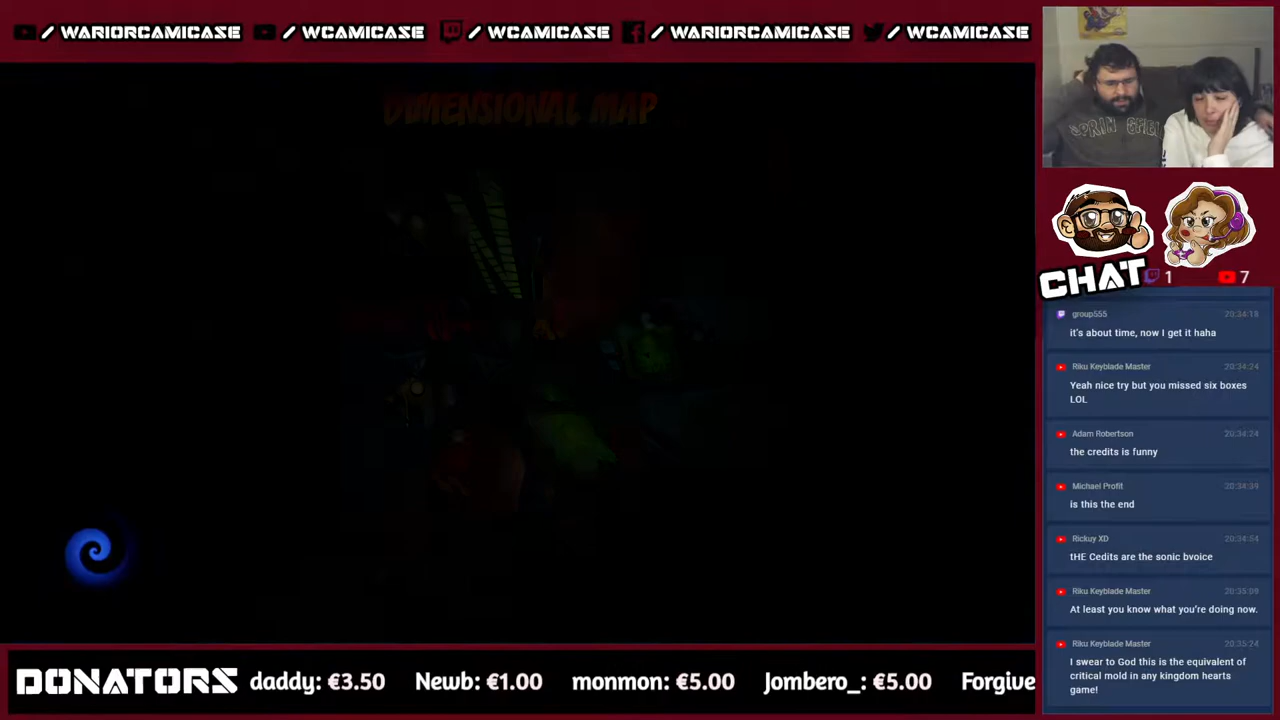 / WARIORCAMICASE / WCAMICASE / WCAMICASE / WARIORCAMICASE / WCAMICASE
DIMENSIONAL MAP
CHAT 1 7
group555 20:34:19
it's about time, now I get it haha
Riku Keyblade Master 20:34:24
Yeah nice try but you missed six boxes
LOL
Adam Robertson 20:34:24
the credits is funny
Michael Profit 20:34:39
is this the end
Rickuy XD 20:34:54
tHE Cedits are the sonic bvoice
Riku Keyblade Master 20:35:09
At least you know what you're doing now.
Riku Keyblade Master 20:35:24
I swear to God this is the equivalent of
critical mold in any kingdom hearts
game!
DONATORS daddy: €3.50 Newb: €1.00 monmon: €5.00 Jombero_: €5.00 Forgive